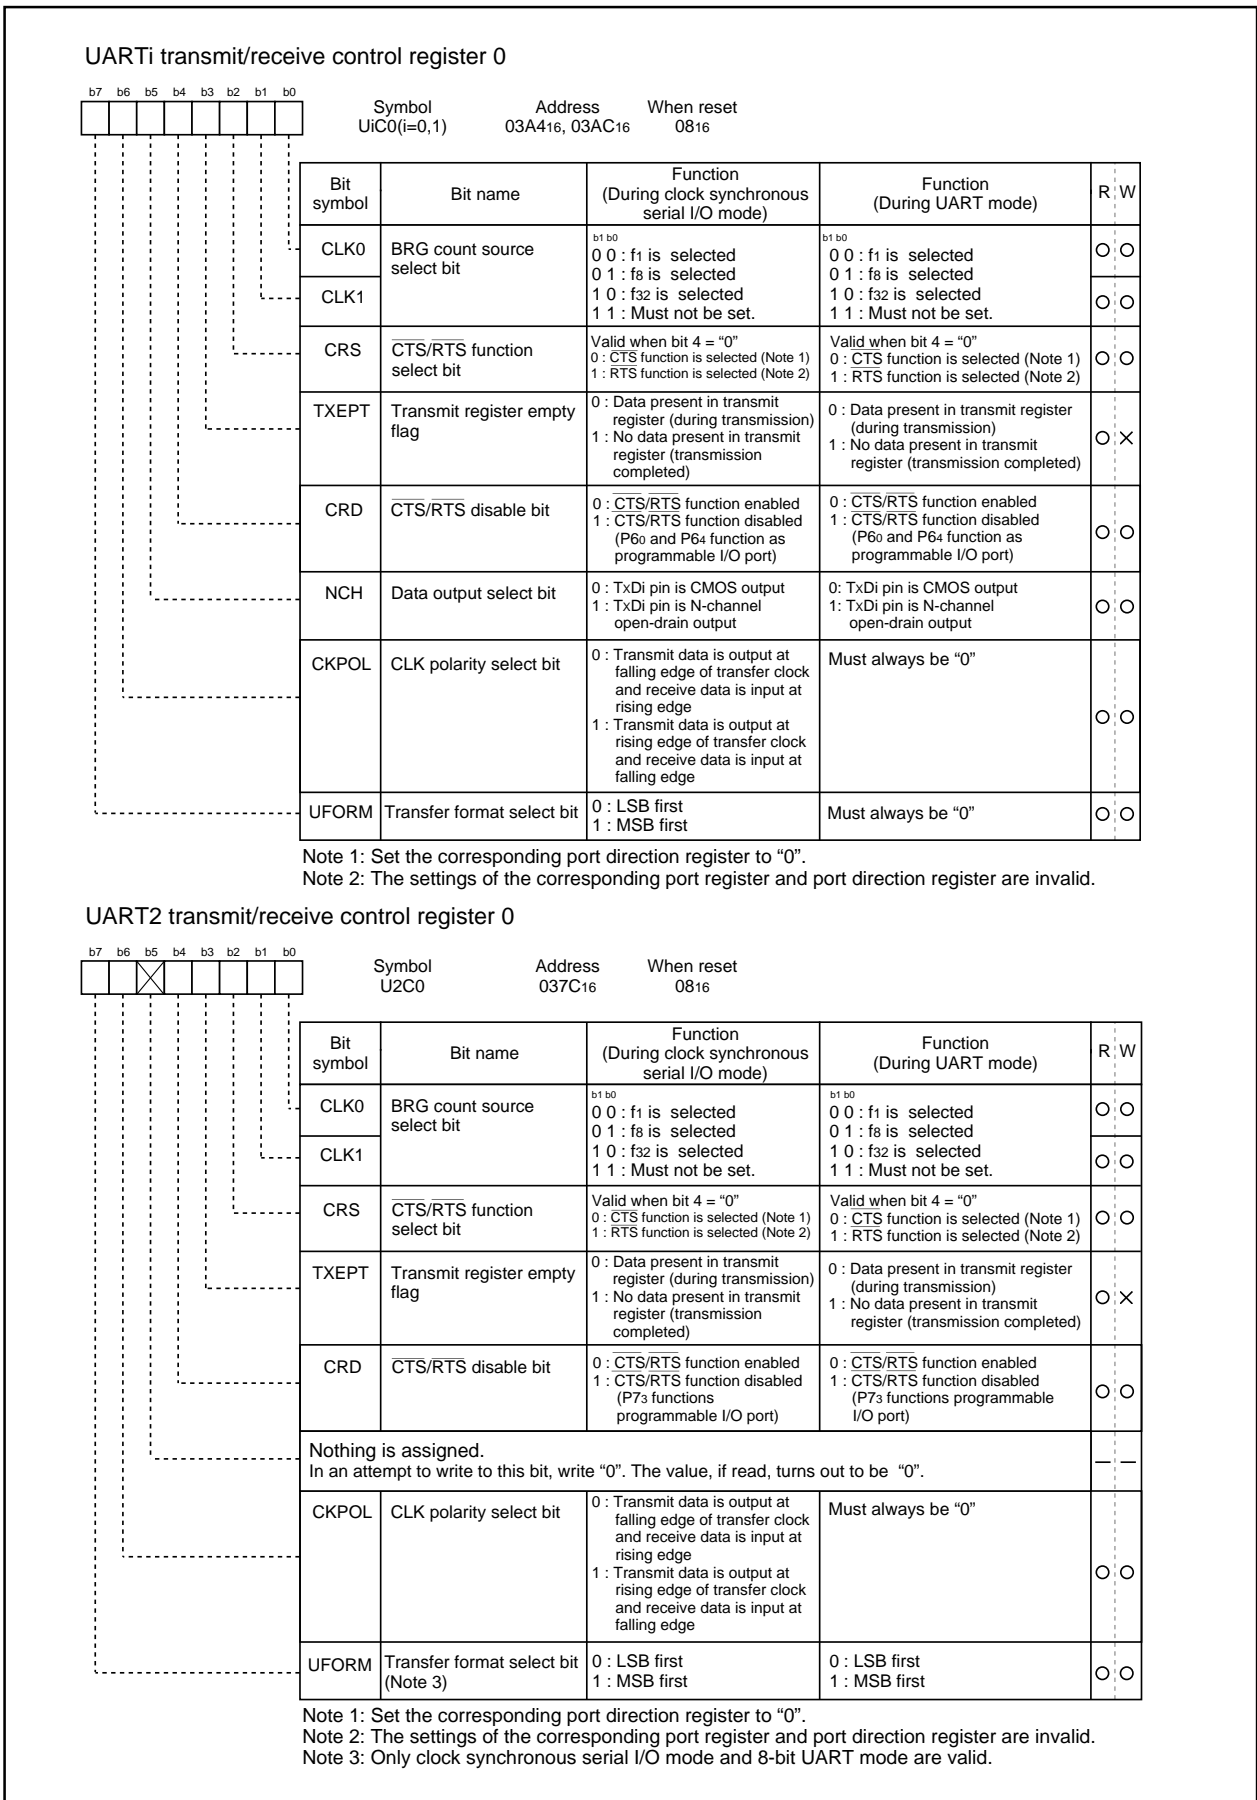 UARTi transmit/receive control register 0
b7 b6 b5 b4 b3 b2 b1 b0
Symbol Address When reset
UiC0(i=0,1) 03A416, 03AC16 0816
Bit symbol
Bit name
Function
(During clock synchronous
serial I/O mode)
Function
(During UART mode)
R W
CLK0
CLK1
BRG count source
select bit
b1 b0
0 0 : f1 is selected
0 1 : f8 is selected
1 0 : f32 is selected
1 1 : Must not be set.
b1 b0
0 0 : f1 is selected
0 1 : f8 is selected
1 0 : f32 is selected
1 1 : Must not be set.
CRS
CTS/RTS function
select bit
Valid when bit 4 = “0”
0 : CTS function is selected (Note 1)
1 : RTS function is selected (Note 2)
Valid when bit 4 = “0”
0 : CTS function is selected (Note 1)
1 : RTS function is selected (Note 2)
TXEPT
Transmit register empty
flag
0 : Data present in transmit
register (during transmission)
1 : No data present in transmit
register (transmission
completed)
0 : Data present in transmit register
(during transmission)
1 : No data present in transmit
register (transmission completed)
CRD
CTS/RTS disable bit
0 : CTS/RTS function enabled
1 : CTS/RTS function disabled
(P60 and P64 function as
programmable I/O port)
0 : CTS/RTS function enabled
1 : CTS/RTS function disabled
(P60 and P64 function as
programmable I/O port)
NCH
Data output select bit
0 : TXDi pin is CMOS output
1 : TXDi pin is N-channel
open-drain output
0: TXDi pin is CMOS output
1: TXDi pin is N-channel
open-drain output
CKPOL
CLK polarity select bit
0 : Transmit data is output at
falling edge of transfer clock
and receive data is input at
rising edge
1 : Transmit data is output at
rising edge of transfer clock
and receive data is input at
falling edge
Must always be “0”
UFORM
Transfer format select bit
0 : LSB first
1 : MSB first
Must always be “0”
Note 1: Set the corresponding port direction register to “0”.
Note 2: The settings of the corresponding port register and port direction register are invalid.
UART2 transmit/receive control register 0
b7 b6 b5 b4 b3 b2 b1 b0
Symbol Address When reset
U2C0 037C16 0816
Bit symbol
Bit name
Function
(During clock synchronous
serial I/O mode)
Function
(During UART mode)
R W
CLK0
CLK1
BRG count source
select bit
b1 b0
0 0 : f1 is selected
0 1 : f8 is selected
1 0 : f32 is selected
1 1 : Must not be set.
b1 b0
0 0 : f1 is selected
0 1 : f8 is selected
1 0 : f32 is selected
1 1 : Must not be set.
CRS
CTS/RTS function
select bit
Valid when bit 4 = “0”
0 : CTS function is selected (Note 1)
1 : RTS function is selected (Note 2)
Valid when bit 4 = “0”
0 : CTS function is selected (Note 1)
1 : RTS function is selected (Note 2)
TXEPT
Transmit register empty
flag
0 : Data present in transmit
register (during transmission)
1 : No data present in transmit
register (transmission
completed)
0 : Data present in transmit register
(during transmission)
1 : No data present in transmit
register (transmission completed)
CRD
CTS/RTS disable bit
0 : CTS/RTS function enabled
1 : CTS/RTS function disabled
(P73 functions
programmable I/O port)
0 : CTS/RTS function enabled
1 : CTS/RTS function disabled
(P73 functions programmable
I/O port)
Nothing is assigned.
In an attempt to write to this bit, write “0”. The value, if read, turns out to be “0”.
CKPOL
CLK polarity select bit
0 : Transmit data is output at
falling edge of transfer clock
and receive data is input at
rising edge
1 : Transmit data is output at
rising edge of transfer clock
and receive data is input at
falling edge
Must always be “0”
UFORM
Transfer format select bit
(Note 3)
0 : LSB first
1 : MSB first
0 : LSB first
1 : MSB first
Note 1: Set the corresponding port direction register to “0”.
Note 2: The settings of the corresponding port register and port direction register are invalid.
Note 3: Only clock synchronous serial I/O mode and 8-bit UART mode are valid.